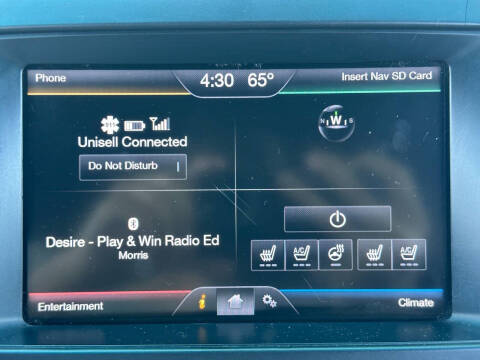 Phone
4:30 65°
Insert Nav SD Card
Unisell Connected
Do Not Disturb
N W S
Desire - Play & Win Radio Ed
Morris
A/C
A/C
Entertainment
i
Climate